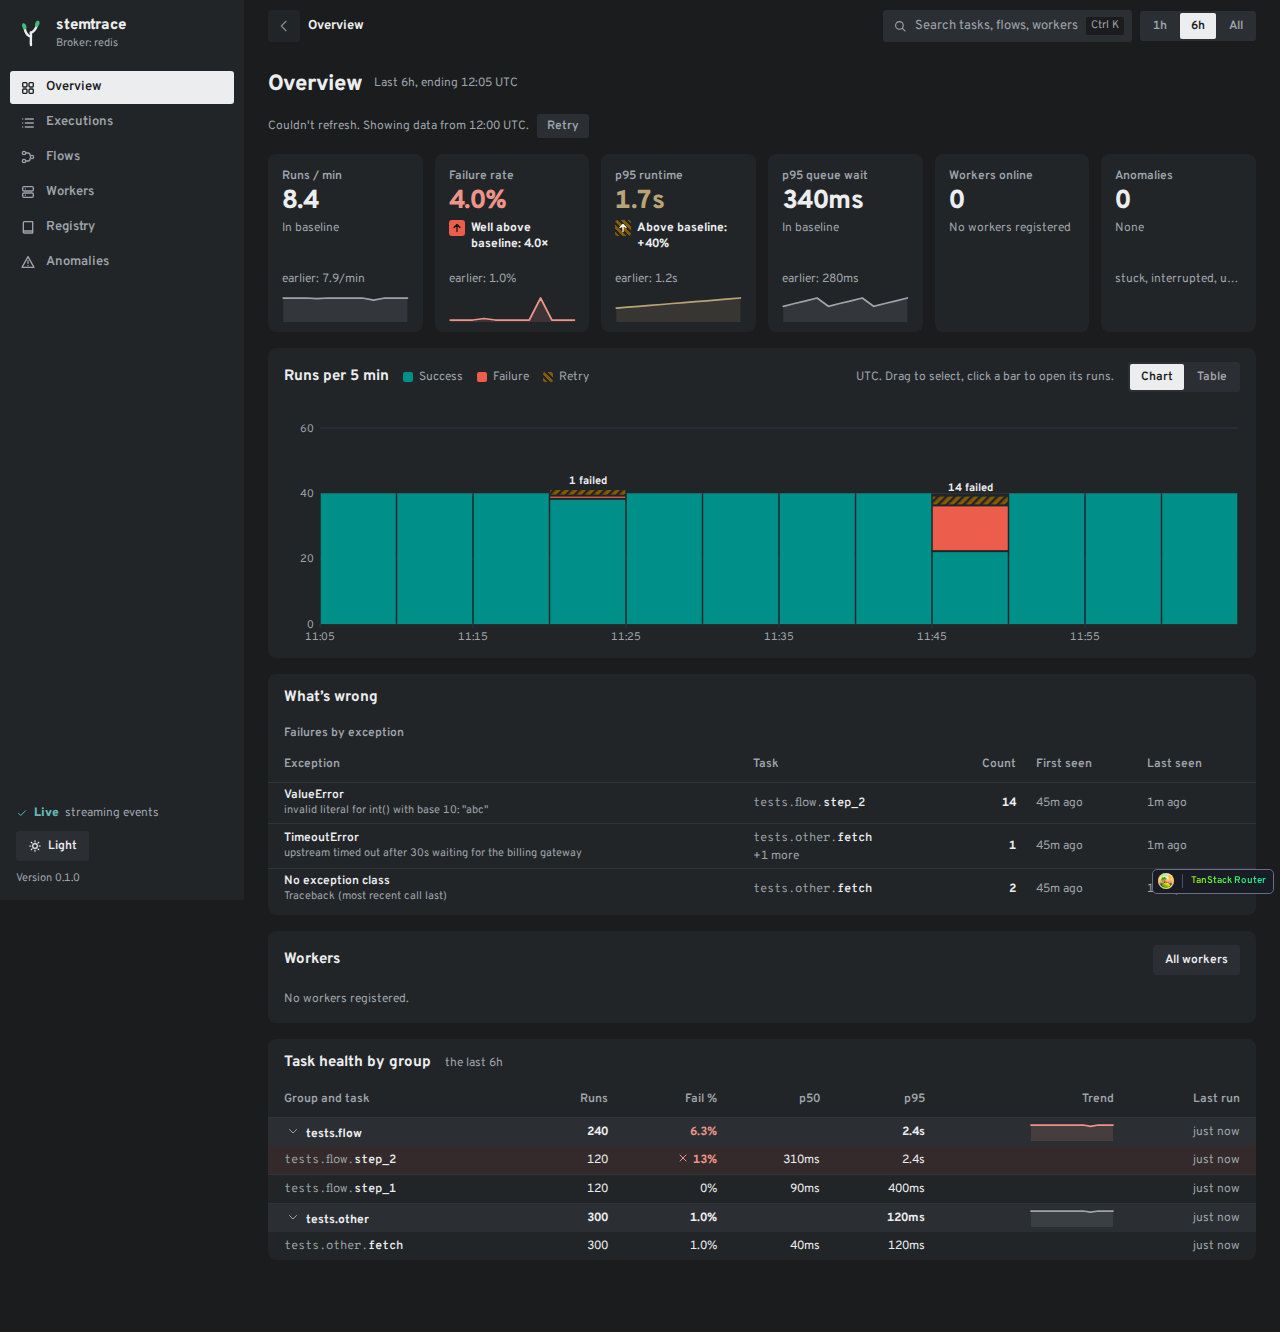 stemtrace
Broker: redis
Overview
Executions
Flows
Workers
Registry
Anomalies
Live streaming events
Light
Version 0.1.0
Overview
Search tasks, flows, workers Ctrl K
1h 6h All
Overview Last 6h, ending 12:05 UTC
Couldn't refresh. Showing data from 12:00 UTC. Retry
Runs / min
8.4
In baseline
earlier: 7.9/min
Failure rate
4.0%
Well above
baseline: 4.0×
earlier: 1.0%
p95 runtime
1.7s
Above baseline:
+40%
earlier: 1.2s
p95 queue wait
340ms
In baseline
earlier: 280ms
Workers online
0
No workers registered
Anomalies
0
None
stuck, interrupted, u…
Runs per 5 min Success Failure Retry
UTC. Drag to select, click a bar to open its runs. Chart Table
60
40
20
0
1 failed
14 failed
11:05 11:15 11:25 11:35 11:45 11:55
What's wrong
Failures by exception
Exception Task Count First seen Last seen
ValueError
invalid literal for int() with base 10: "abc"
tests.flow.step_2 14 45m ago 1m ago
TimeoutError
upstream timed out after 30s waiting for the billing gateway
tests.other.fetch
+1 more
1 45m ago 1m ago
No exception class
Traceback (most recent call last)
tests.other.fetch 2 45m ago
TanStack Router
Workers All workers
No workers registered.
Task health by group the last 6h
Group and task Runs Fail % p50 p95 Trend Last run
tests.flow 240 6.3% 2.4s just now
tests.flow.step_2 120 13% 310ms 2.4s just now
tests.flow.step_1 120 0% 90ms 400ms just now
tests.other 300 1.0% 120ms just now
tests.other.fetch 300 1.0% 40ms 120ms just now